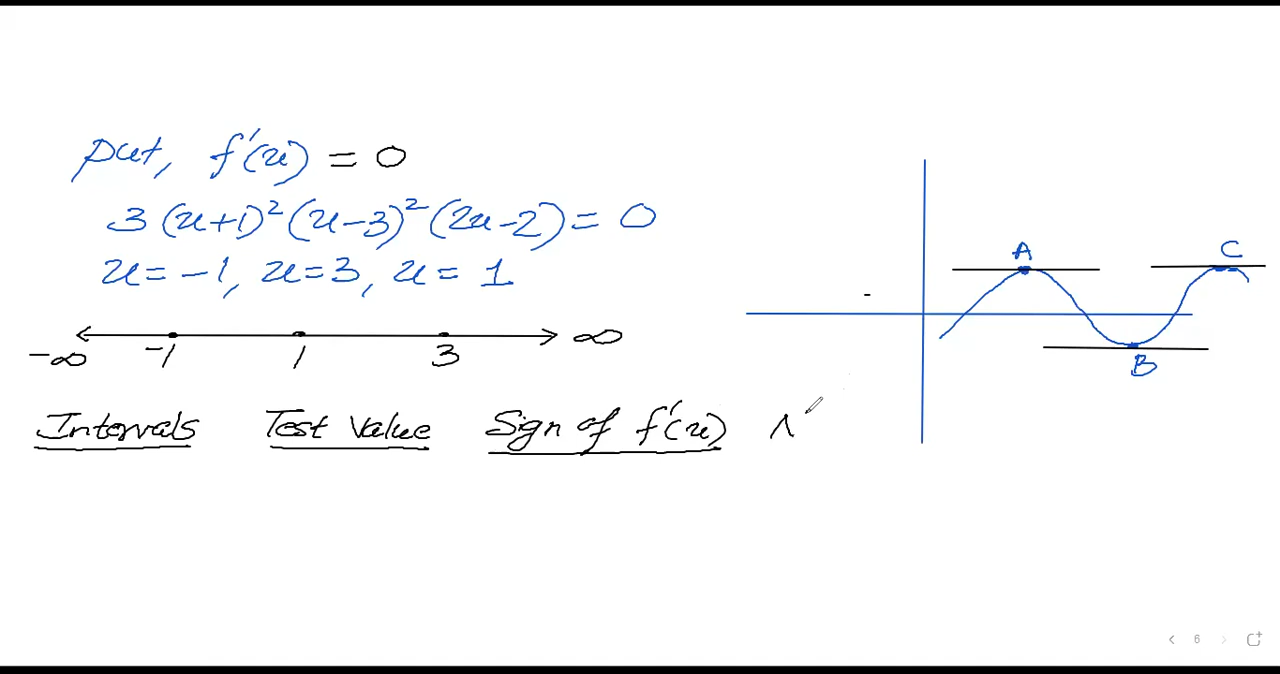 put, f'(x) = 0
3(x+1)²(x-3)²(2x-2) = 0
x = -1, x = 3, x = 1
-∞ -1 1 3 ∞
Intervals Test Value Sign of f'(x)
A
C
B
6